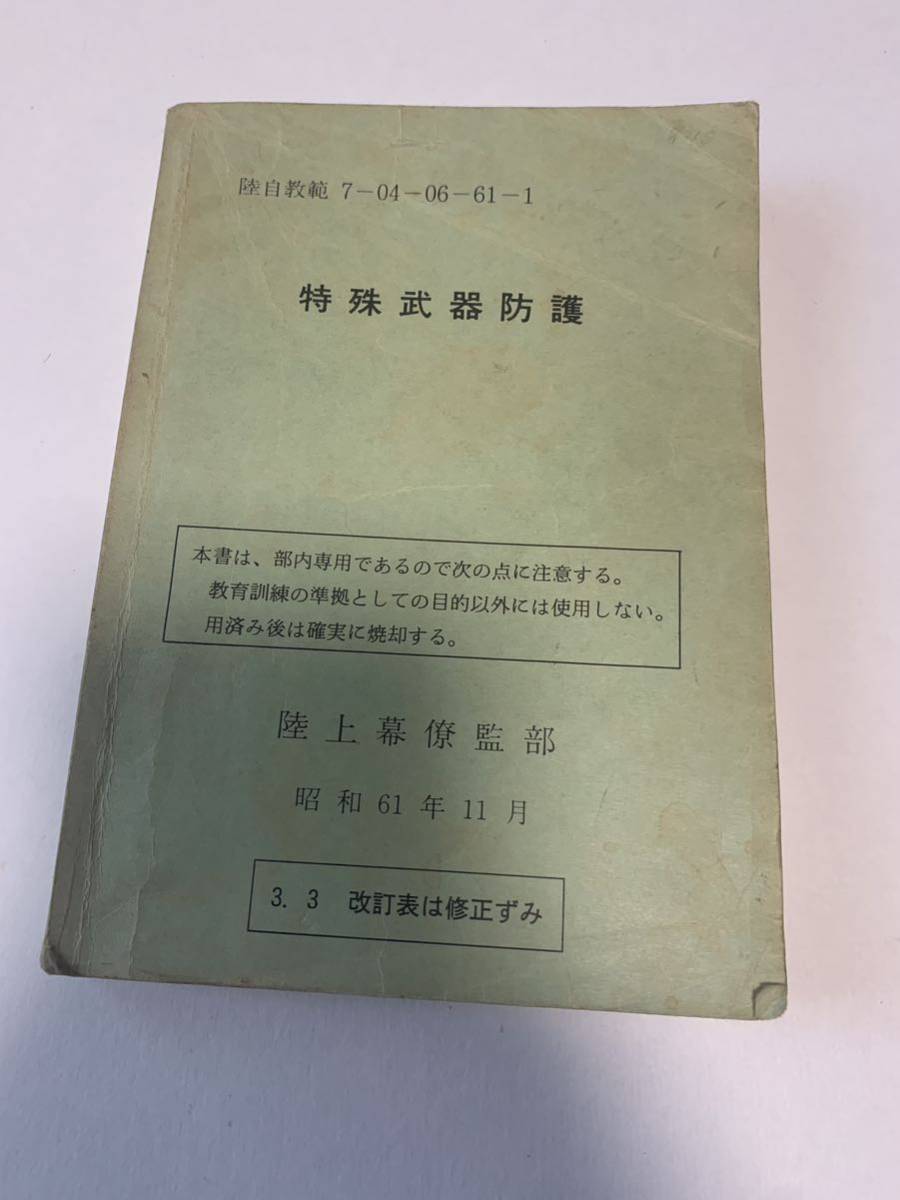 陸自教範 7-04-06-61-1
特殊武器防護
本書は、部内専用であるので次の点に注意する。
教育訓練の準拠としての目的以外には使用しない。
用済み後は確実に焼却する。
陸上幕僚監部
昭和61年11月
3. 3 改訂表は修正ずみ